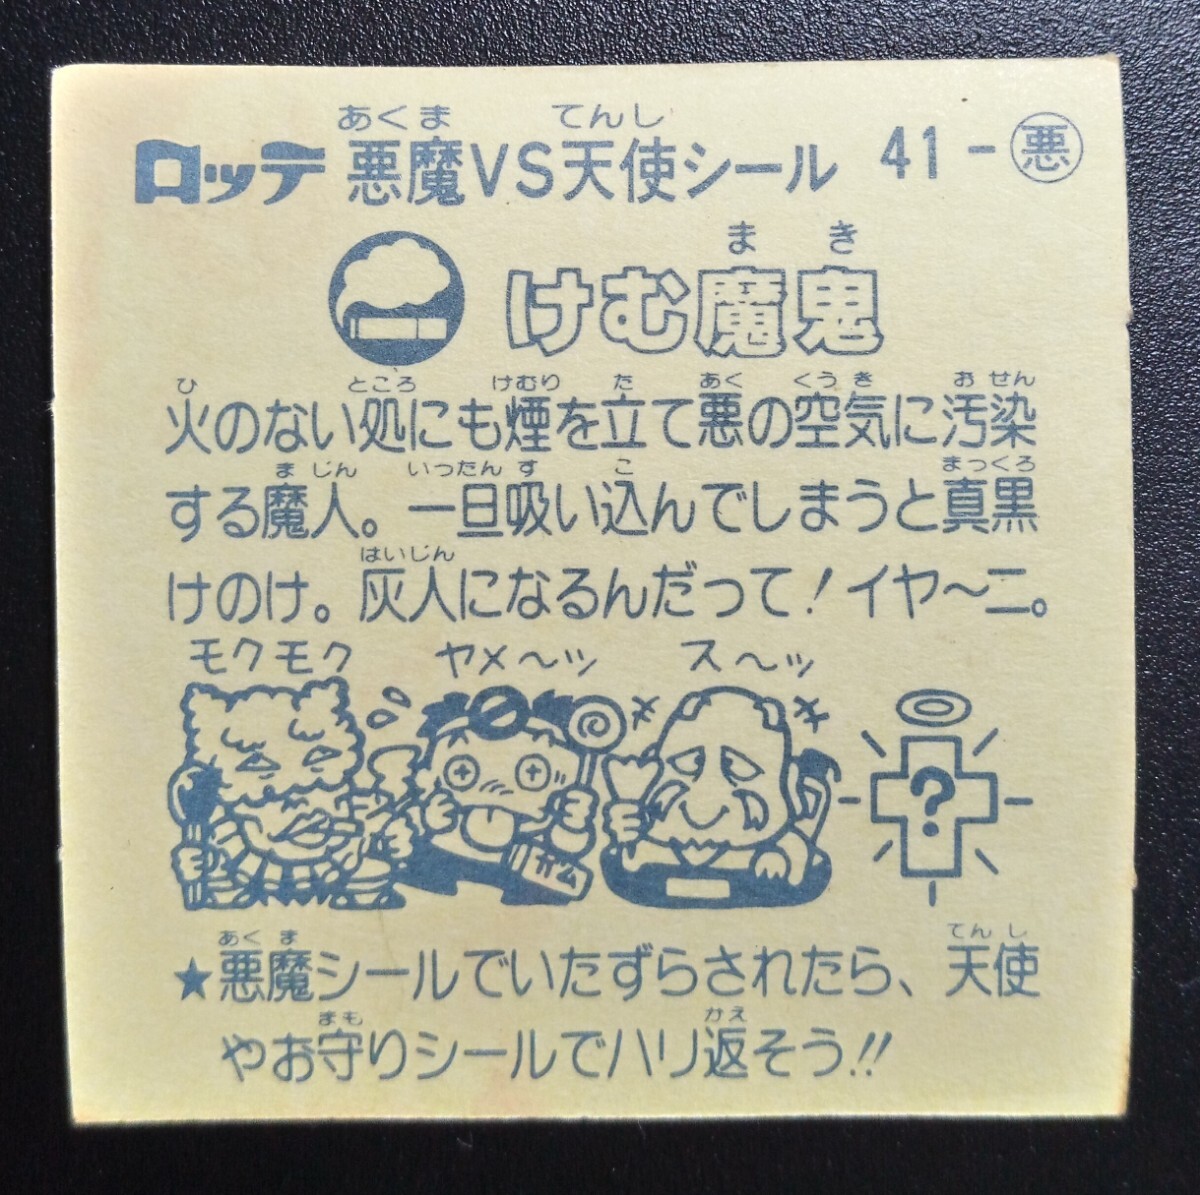 あくま てんし
ロッテ 悪魔VS天使シール 41-悪
まき
けむ魔鬼
ひ ところ けむり た あく くうき おせん
火のない処にも煙を立て悪の空気に汚染
まじん いったんす こ まっくろ
する魔人。一旦吸い込んでしまうと真黒
はいじん
けのけ。灰人になるんだって!イヤ〜ニ。
モクモク ヤメ〜ッ ス〜ッ
?
ガム
あくま てんし
★悪魔シールでいたずらされたら、天使
まも かえ
やお守りシールでハリ返そう!!